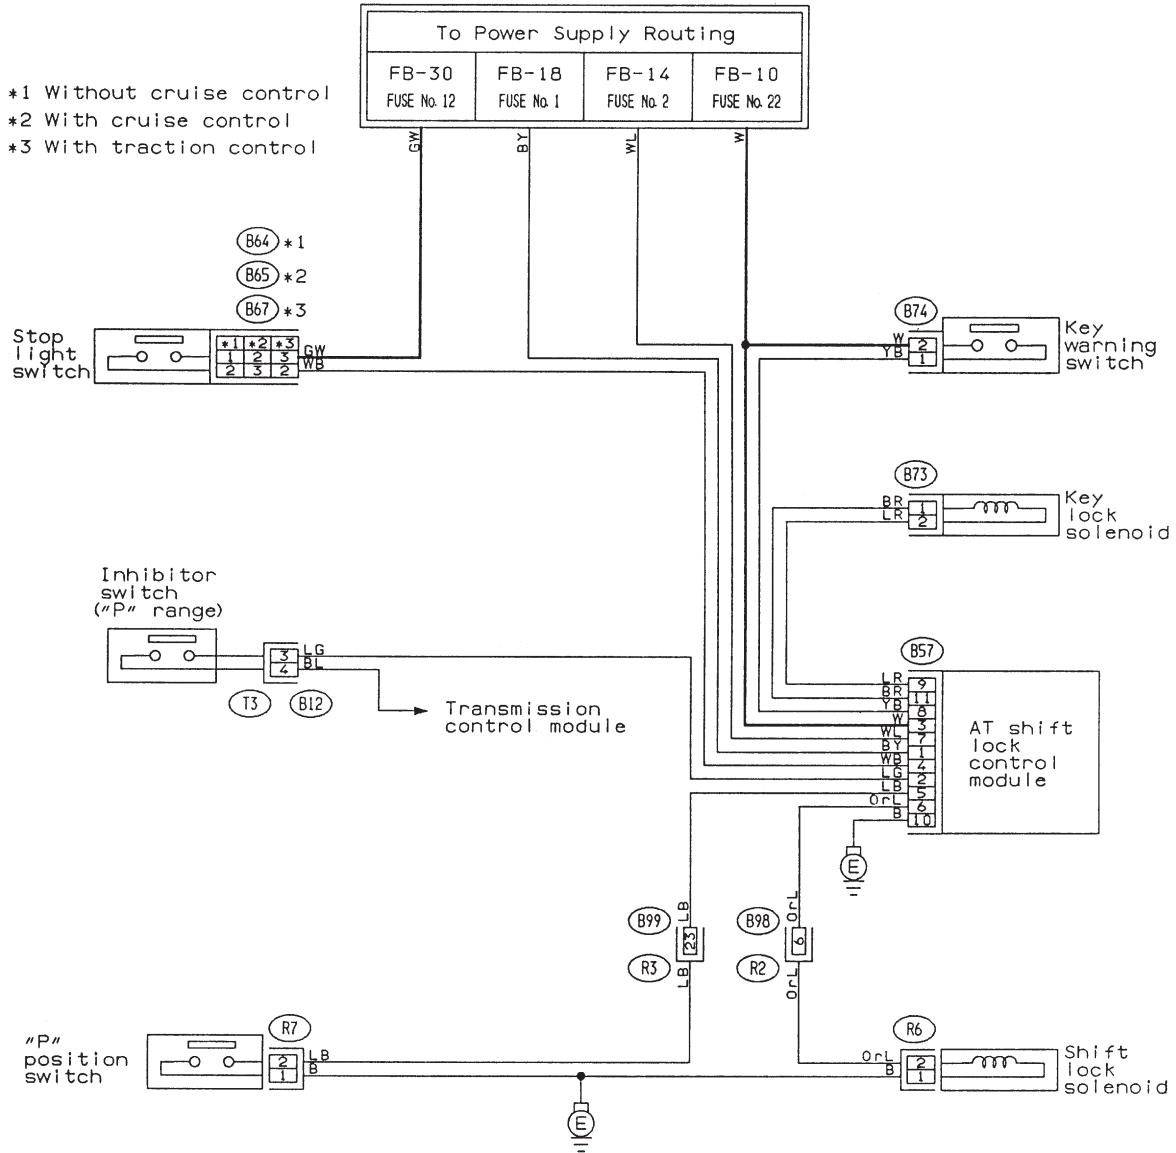 To Power Supply Routing
FB-30 FB-18 FB-14 FB-10
FUSE No. 12 FUSE No. 1 FUSE No. 2 FUSE No. 22
*1 Without cruise control
*2 With cruise control
*3 With traction control
GW BY WL W
B64 *1
B65 *2
B67 *3
Stop
light
switch
*1 *2 *3
1 2 3
2 3 2
GW
WB
B74
W
YB
2
1
Key
warning
switch
B73
BR
LR
1
2
Key
lock
solenoid
Inhibitor
switch
("P" range)
3
4
LG
BL
T3 B12
Transmission
control module
B57
LR 9
BR 11
YB 8
W 3
WL 7
BY 1
WB 4
LG 2
LB 5
OrL 6
B 10
AT shift
lock
control
module
E
B99 LB
23
R3 LB
B98 OrL
6
R2 OrL
"P"
position
switch
R7
2
1
LB
B
E
R6
OrL
B
2
1
Shift
lock
solenoid